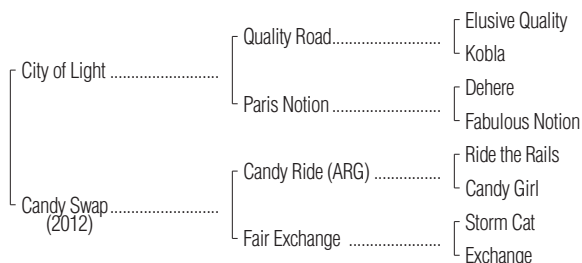 Elusive Quality
Quality Road
Kobla
City of Light
Dehere
Paris Notion
Fabulous Notion
Ride the Rails
Candy Ride (ARG)
Candy Girl
Candy Swap
(2012)
Storm Cat
Fair Exchange
Exchange